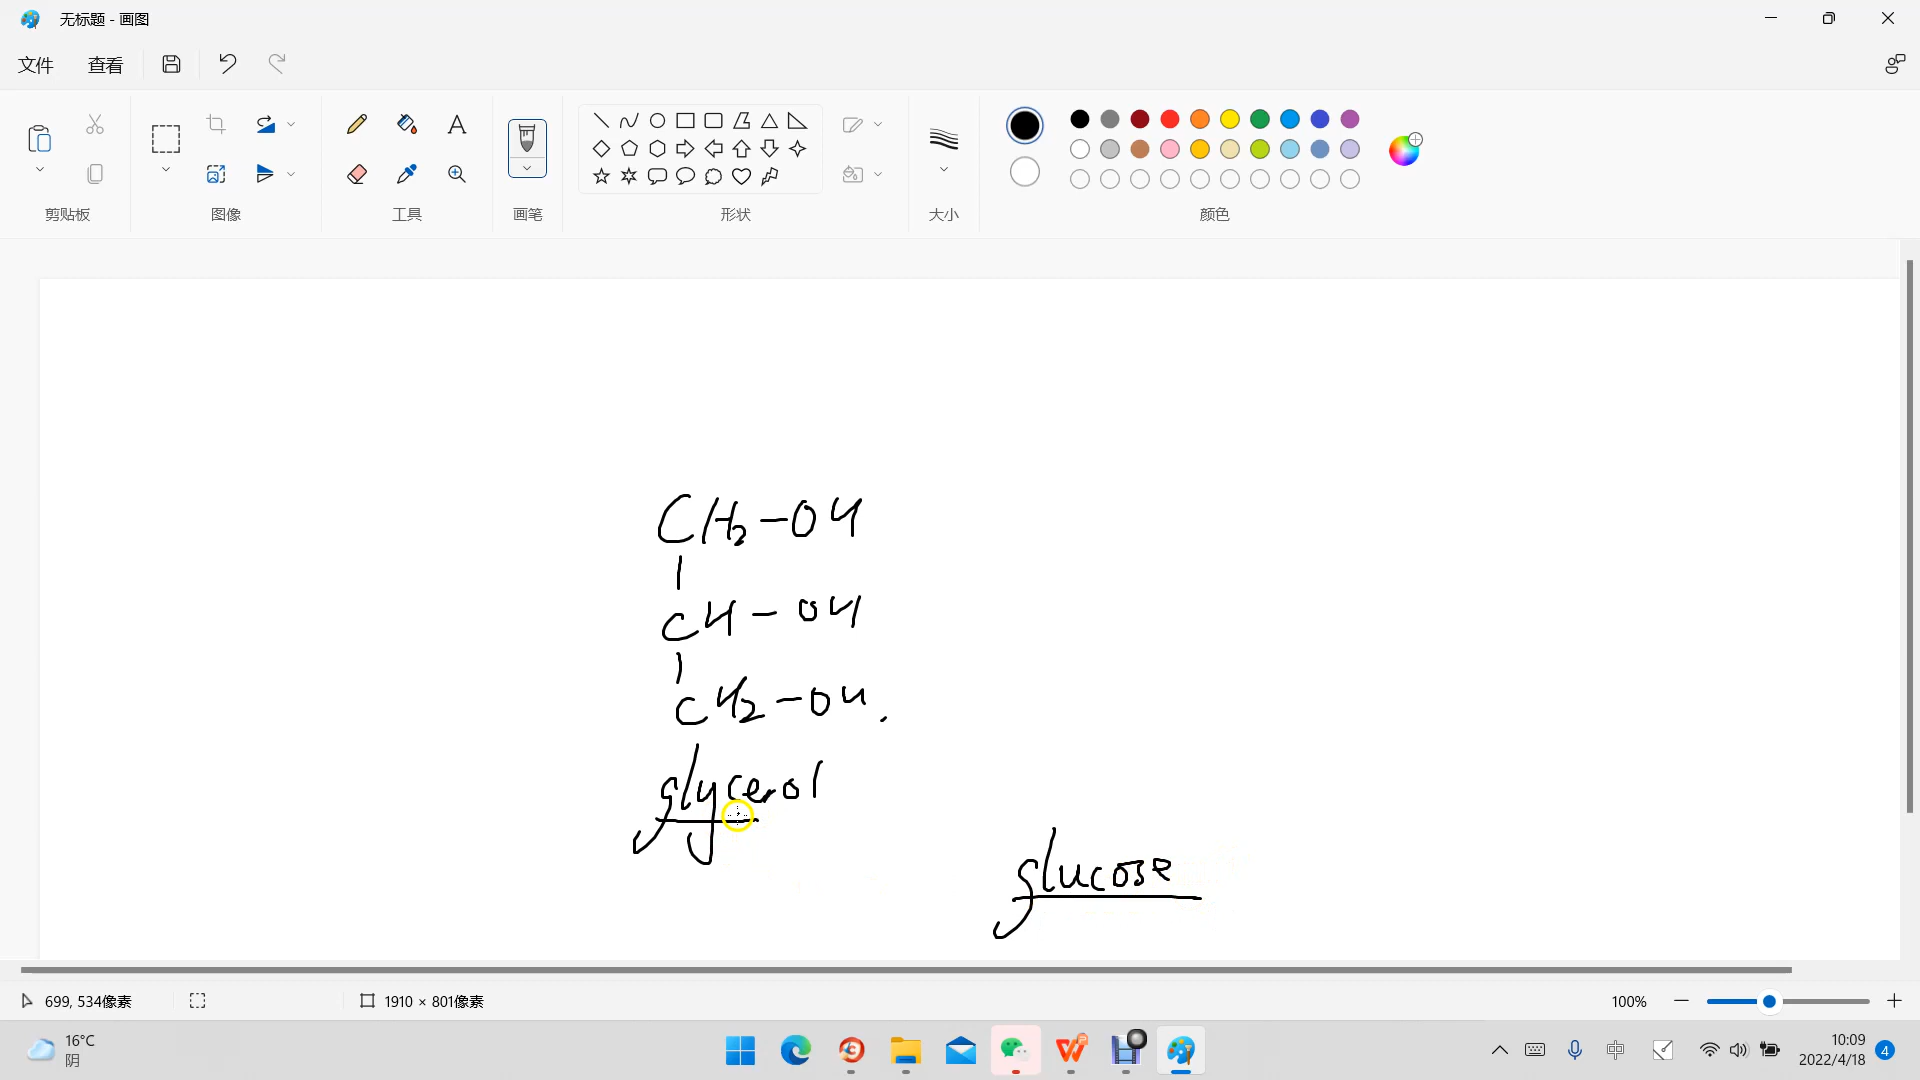 无标题 - 画图
文件 查看
剪贴板 图像 工具 画笔 形状 大小 颜色
CH2-OH
CH-OH
CH2-OH.
glycerol
glucose
699, 534像素 1910 × 801像素 100%
16°C
阴
中
10:09
2022/4/18 4